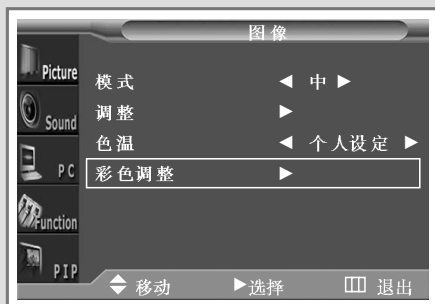 图像
Picture
Sound
PC
Function
PIP
模式 ◀ 中 ▶
调整 ▶
色温 ◀ 个人设定 ▶
彩色调整 ▶
移动 ▶选择 退出